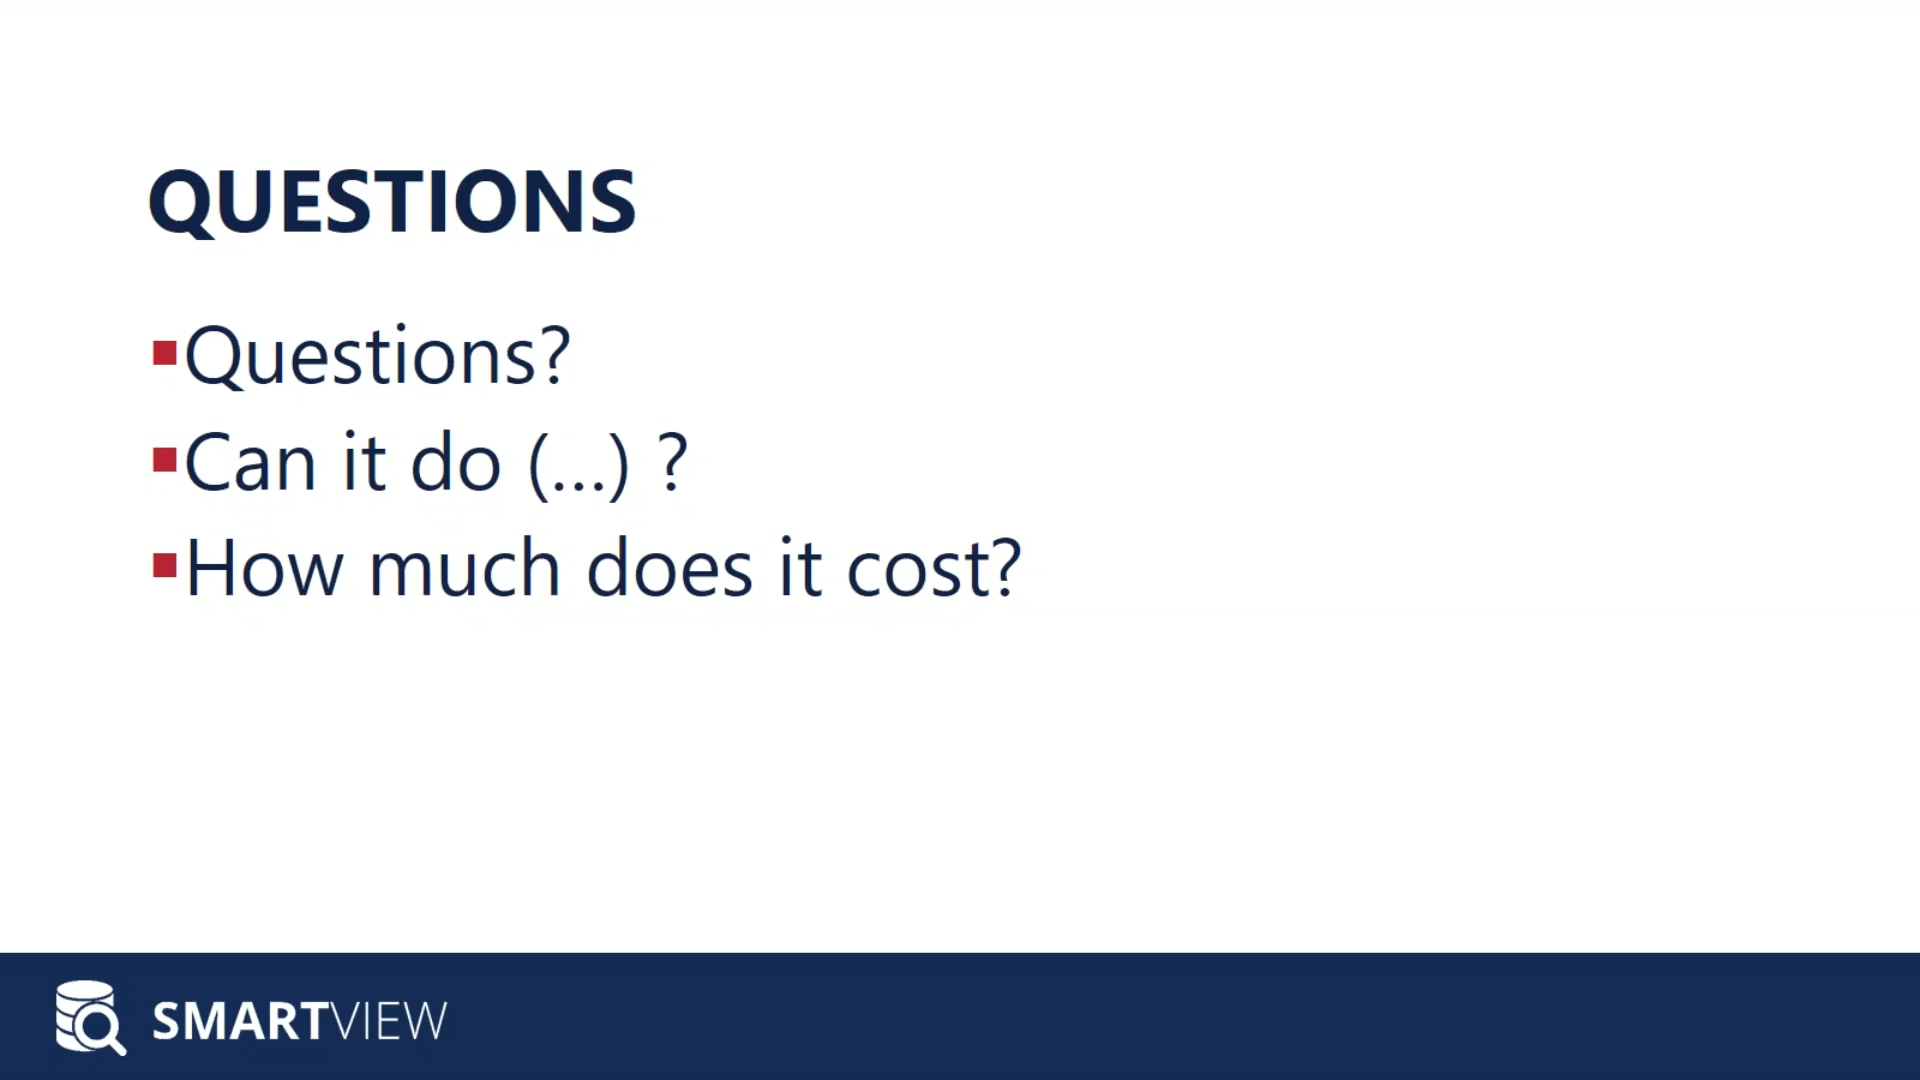 QUESTIONS
▪Questions?
▪Can it do (...) ?
▪How much does it cost?
SMARTVIEW